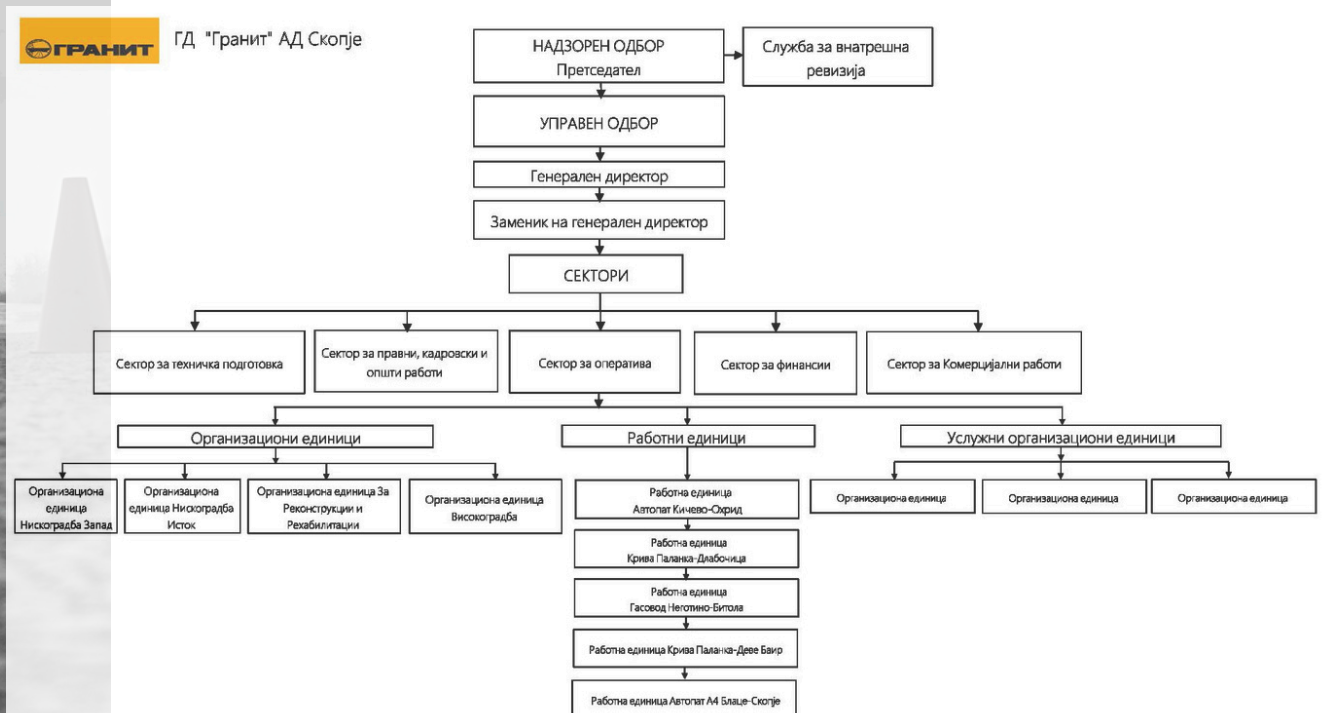 ГРАНИТ
ГД "Гранит" АД Скопје
НАДЗОРЕН ОДБОР
Претседател
Служба за внатрешна
ревизија
УПРАВЕН ОДБОР
Генерален директор
Заменик на генерален директор
СЕКТОРИ
Сектор за техничка подготовка
Сектор за правни, кадровски и
општи работи
Сектор за оператива
Сектор за финансии
Сектор за Комерцијални работи
Организациони единици
Работни единици
Услужни организациони единици
Организациона
единица
Нискоградба Запад
Организациона
единица Нискоградба
Исток
Организациона единица За
Реконструкции и
Рехабилитации
Организациона единица
Високоградба
Работна единица
Автопат Кичево-Охрид
Работна единица
Крива Паланка-Длабочица
Работна единица
Гасовод Неготино-Битола
Работна единица Крива Паланка-Деве Баир
Работна единица Автопат А4 Блаце-Скопје
Организациона единица
Организациона единица
Организациона единица